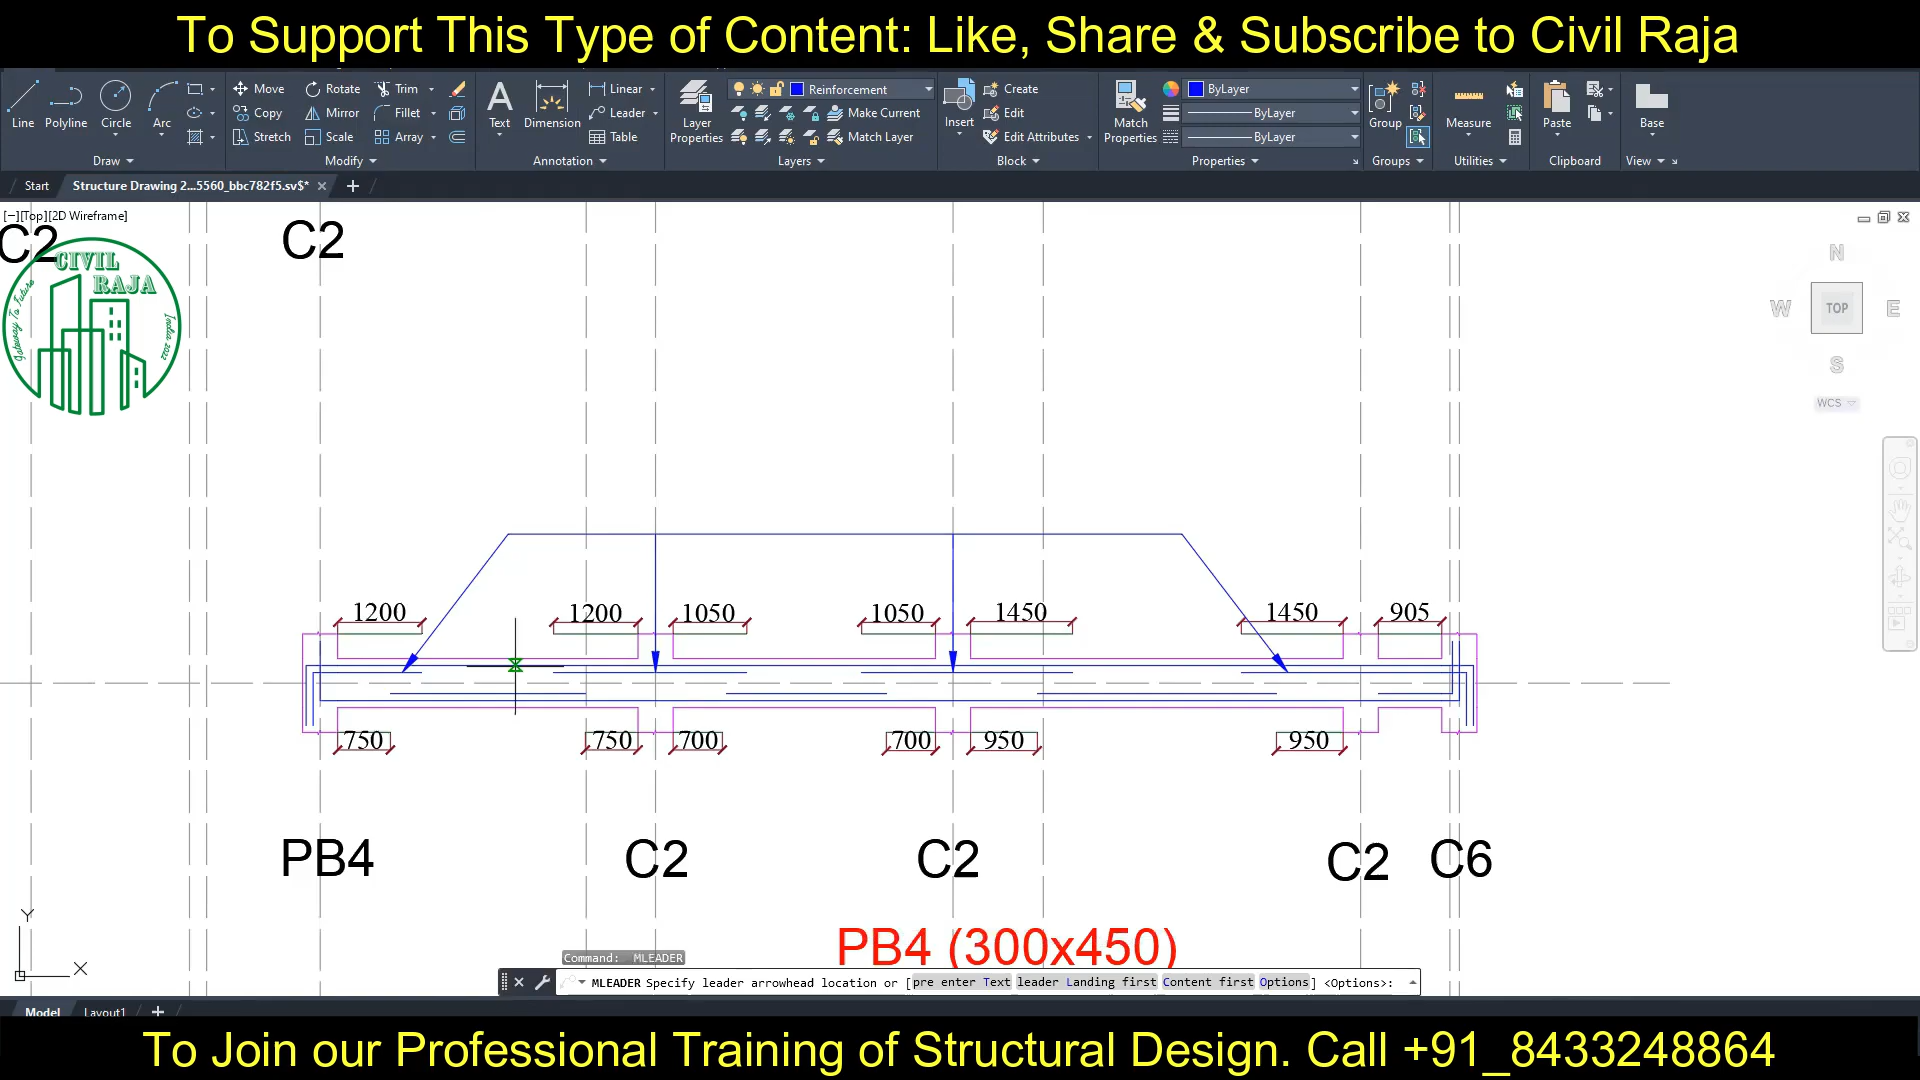 To Support This Type of Content: Like, Share & Subscribe to Civil Raja
Line Polyline Circle Arc
Move Rotate Trim
Copy Mirror Fillet
Stretch Scale Array
Text Dimension
Linear
Leader
Table
Layer Properties
Reinforcement
Make Current
Match Layer
Insert
Create
Edit
Edit Attributes
Match Properties
ByLayer
ByLayer
ByLayer
Group Measure Paste Base
Draw Modify Annotation Layers Block Properties Groups Utilities Clipboard View
Start Structure Drawing 2...5560_bbc782f5.sv$*
[−][Top][2D Wireframe]
C2 C2
CIVIL
RAJA
Gateway To Future
India 2022
N
W TOP E
S
WCS
1200 1200 1050 1050 1450 1450 905
750 750 700 700 950 950
PB4 C2 C2 C2 C6
PB4 (300x450)
Y
X
Command: MLEADER
MLEADER Specify leader arrowhead location or [pre enter Text leader Landing first Content first Options] <Options>:
Model Layout1
To Join our Professional Training of Structural Design. Call +91_8433248864